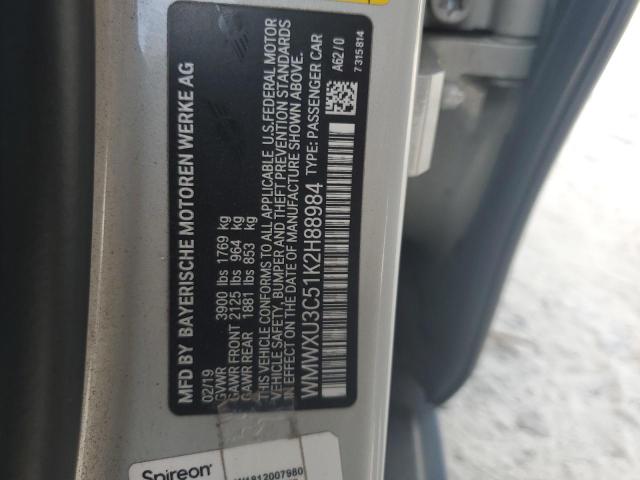 MFD BY BAYERISCHE MOTOREN WERKE AG
02/19
GVWR 3900 lbs 1769 kg
GAWR FRONT 2125 lbs 964 kg
GAWR REAR 1881 lbs 853 kg
THIS VEHICLE CONFORMS TO ALL APPLICABLE U.S.FEDERAL MOTOR
VEHICLE SAFETY, BUMPER AND THEFT PREVENTION STANDARDS
IN EFFECT ON THE DATE OF MANUFACTURE SHOWN ABOVE.
WMWXU3C51K2H88984 TYPE: PASSENGER CAR
A62/0
7315814
Spireon
1812007980